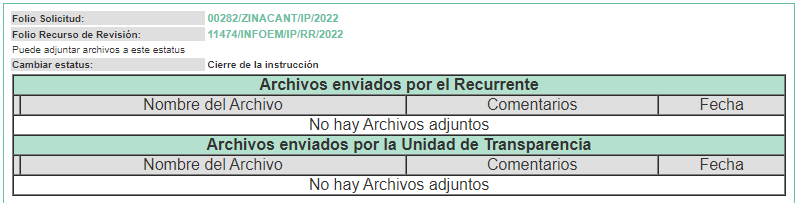 Folio Solicitud: 00282/ZINACANT/IP/2022
Folio Recurso de Revisión: 11474/INFOEM/IP/RR/2022
Puede adjuntar archivos a este estatus
Cambiar estatus: Cierre de la instrucción
Archivos enviados por el Recurrente
Nombre del Archivo Comentarios Fecha
No hay Archivos adjuntos
Archivos enviados por la Unidad de Transparencia
Nombre del Archivo Comentarios Fecha
No hay Archivos adjuntos